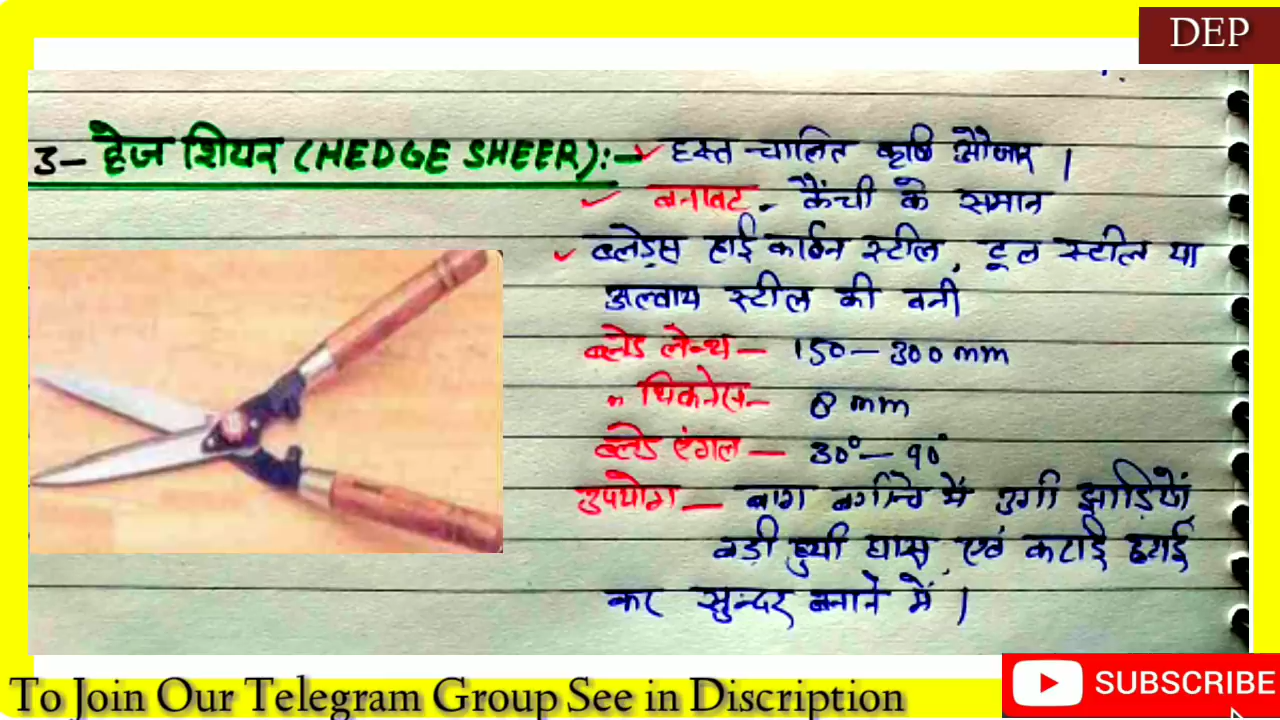 DEP
3- हेज शियर (HEDGE SHEER):- हस्त चालित कृषि औजार ।
बनावट - कैंची के समान
ब्लेड्स हाई कार्बन स्टील, टूल स्टील या
अल्वाय स्टील की बनी
ब्लेड लेन्थ - 150 - 300 mm
" थिकनेस - 8 mm
ब्लेड एंगल - 30° - 90°
उपयोग - बाग बगीचे में उगी झाड़ियों,
बड़ी हुयी घास, एवं कटाई छटाई
कर सुन्दर बनाने में ।
To Join Our Telegram Group See in Discription
SUBSCRIBE